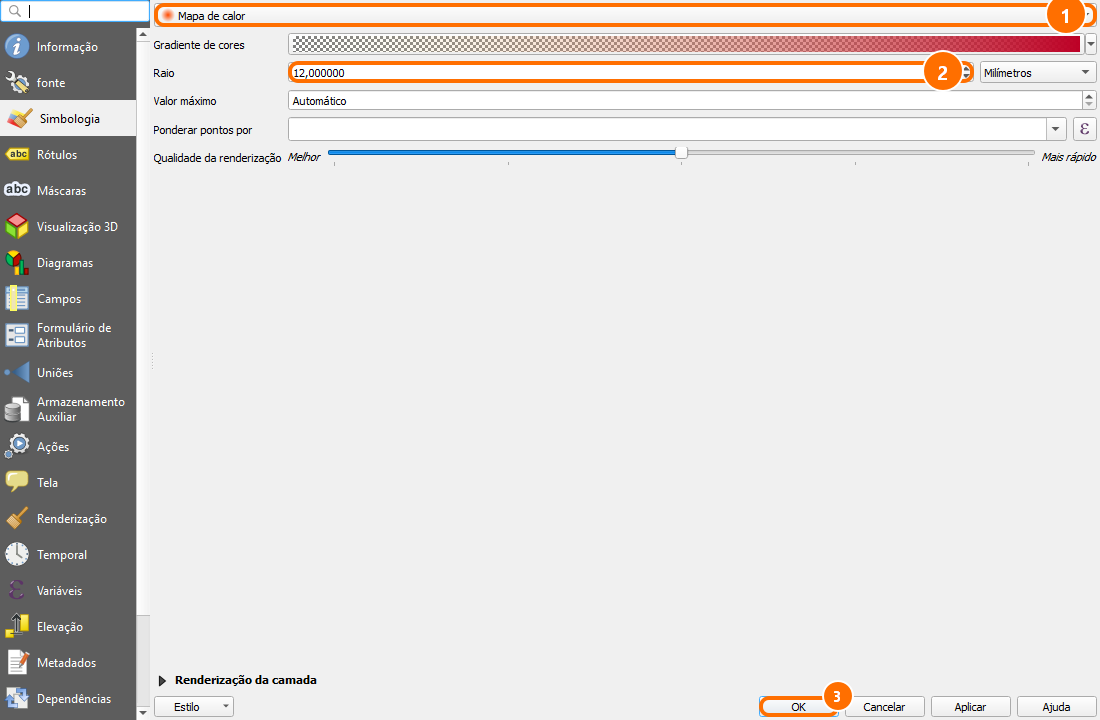 Mapa de calor
1
Informação
Gradiente de cores
fonte
Raio
12,000000
2
Milímetros
Simbologia
Valor máximo
Automático
abc
Rótulos
Ponderar pontos por
ε
Qualidade da renderização
Melhor
Mais rápido
abc
Máscaras
Visualização 3D
Diagramas
Campos
Formulário de
Atributos
Uniões
Armazenamento
Auxiliar
Ações
Tela
Renderização
Temporal
ε
Variáveis
Elevação
Metadados
Dependências
Renderização da camada
Estilo
OK
3
Cancelar
Aplicar
Ajuda